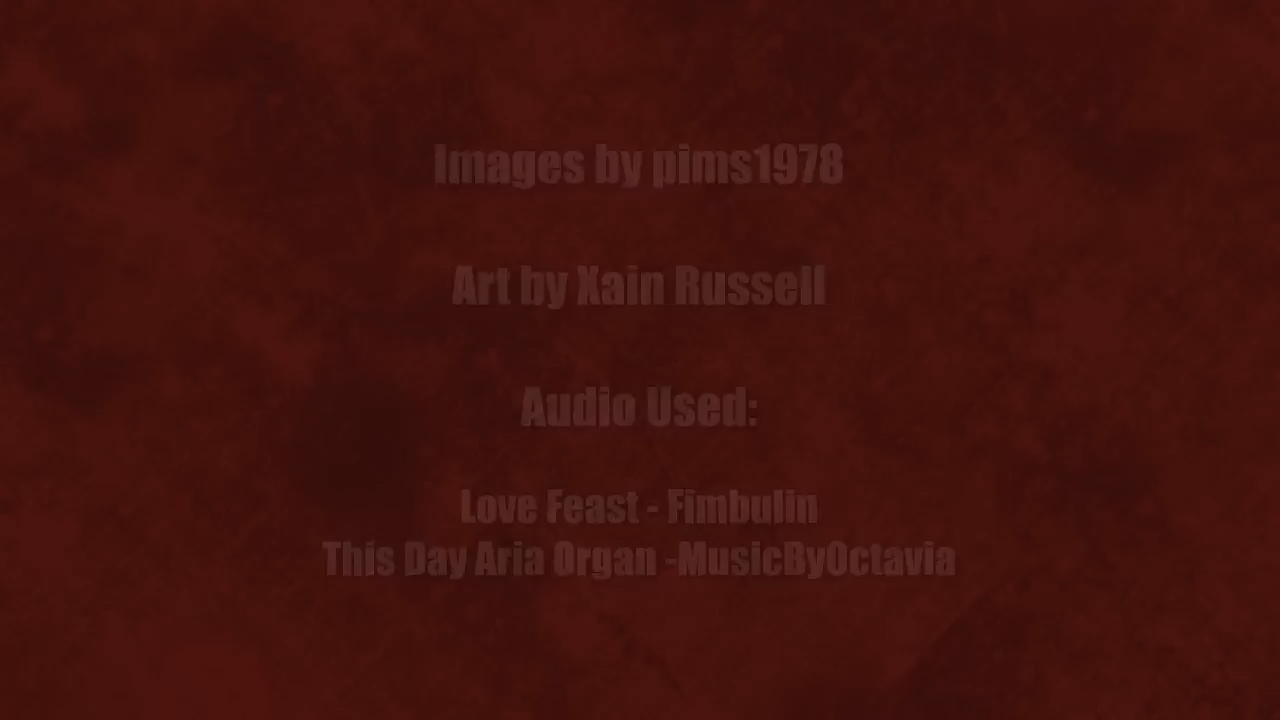 Images by pims1978
Art by Xain Russell
Audio Used:
Love Feast - Fimbulin
This Day Aria Organ -MusicByOctavia